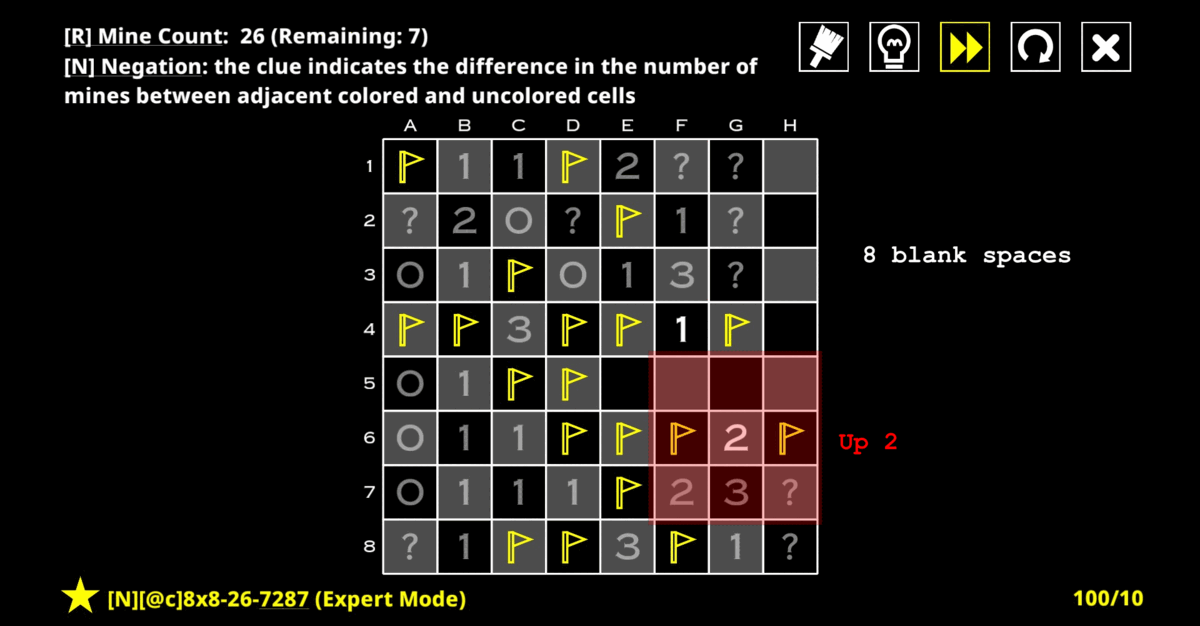 [R] Mine Count: 26 (Remaining: 7)
[N] Negation: the clue indicates the difference in the number of
mines between adjacent colored and uncolored cells
A B C D E F G H
1 1 1 2 ? ?
2 ? 2 0 ? 1 ?
8 blank spaces
3 0 1 0 1 3 ?
4 3 1
5 0 1
6 0 1 1 2
Up 2
7 0 1 1 1 2 3 ?
8 ? 1 3 1 ?
[N][@c]8x8-26-7287 (Expert Mode)
100/10